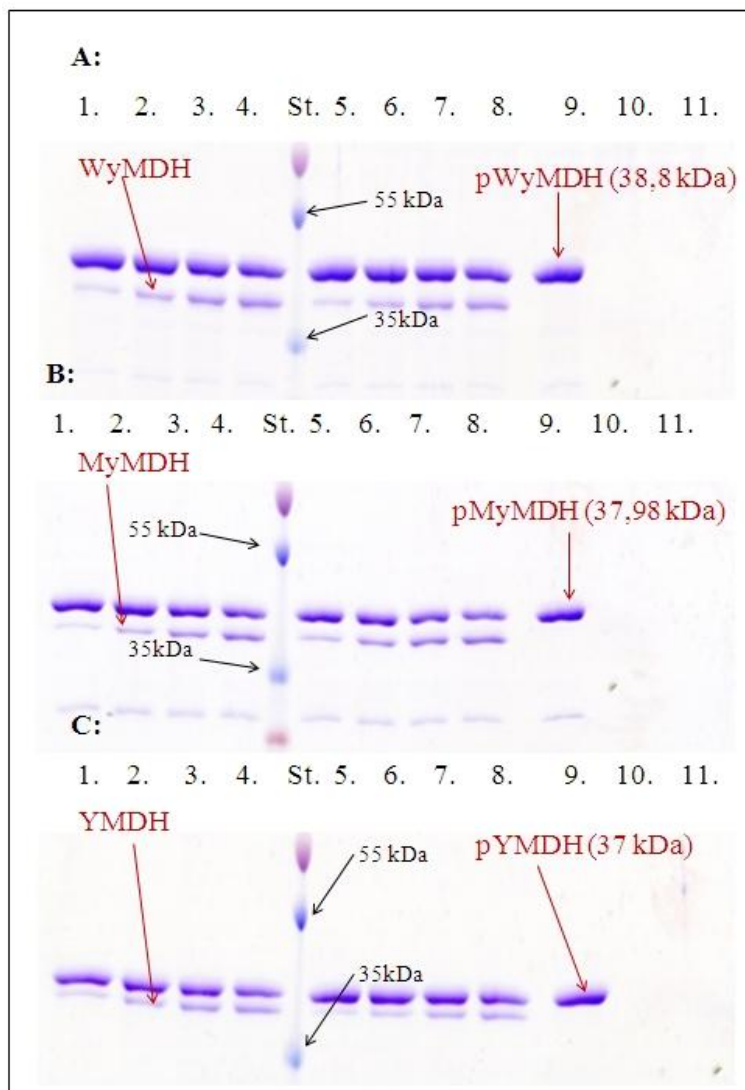 A:
1. 2. 3. 4. St. 5. 6. 7. 8. 9. 10. 11.
WyMDH
pWyMDH (38,8 kDa)
55 kDa
35kDa
B:
1. 2. 3. 4. St. 5. 6. 7. 8. 9. 10. 11.
MyMDH
pMyMDH (37,98 kDa)
55 kDa
35kDa
C:
1. 2. 3. 4. St. 5. 6. 7. 8. 9. 10. 11.
YMDH
55 kDa
pYMDH (37 kDa)
35kDa